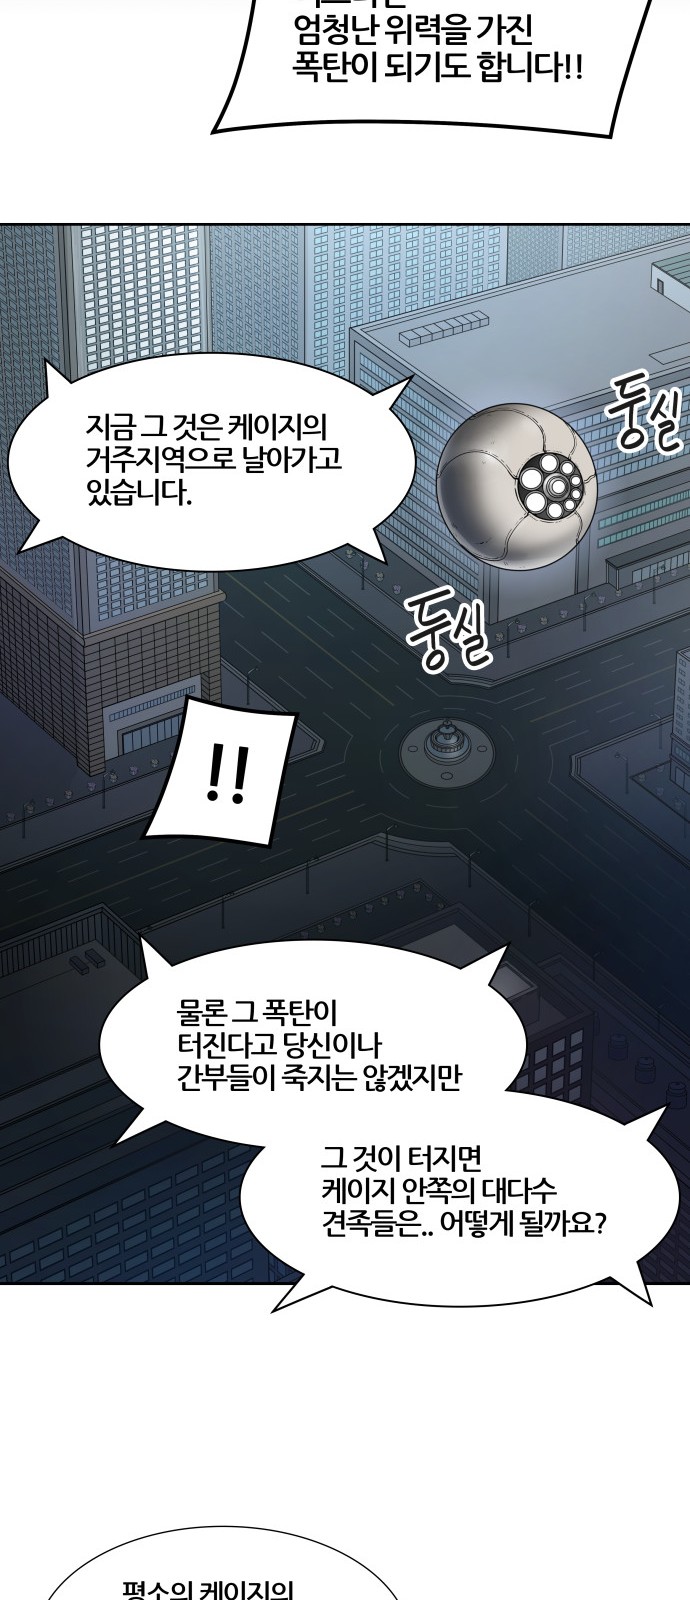 엄청난 위력을 가진
폭탄이 되기도 합니다!!
둥실
지금 그 것은 케이지의
거주지역으로 날아가고
있습니다.
둥실
!!
물론 그 폭탄이
터진다고 당신이나
간부들이 죽지는 않겠지만
그 것이 터지면
케이지 안쪽의 대다수
견족들은.. 어떻게 될까요?
평소의 케이지의